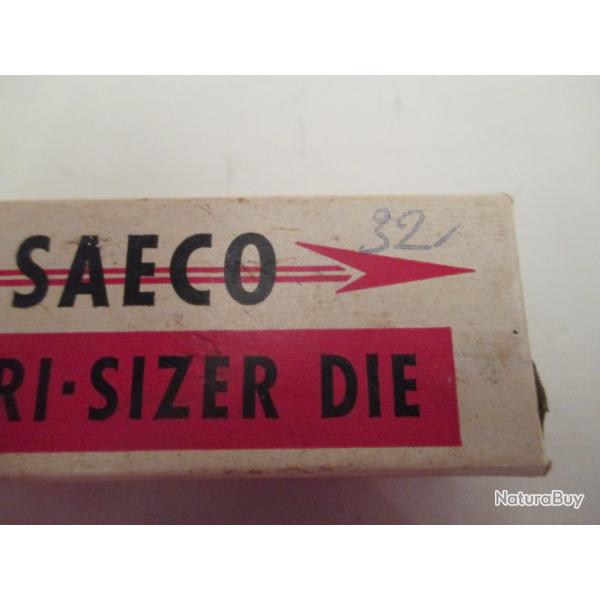 32
SAECO
RI-SIZER DIE
NaturaBuy